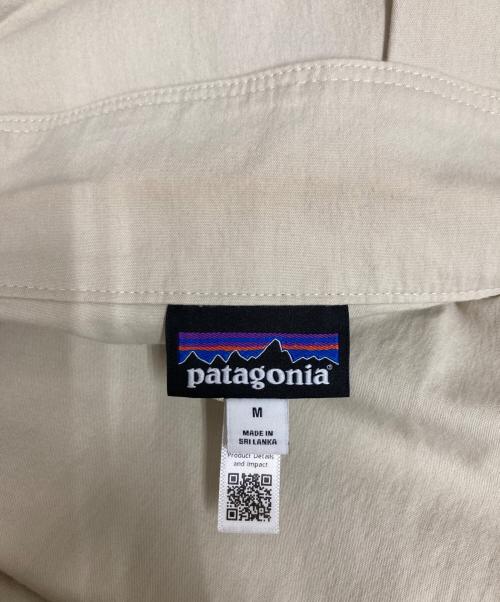 patagonia®
M
MADE IN
SRI LANKA
Product Details
and Impact